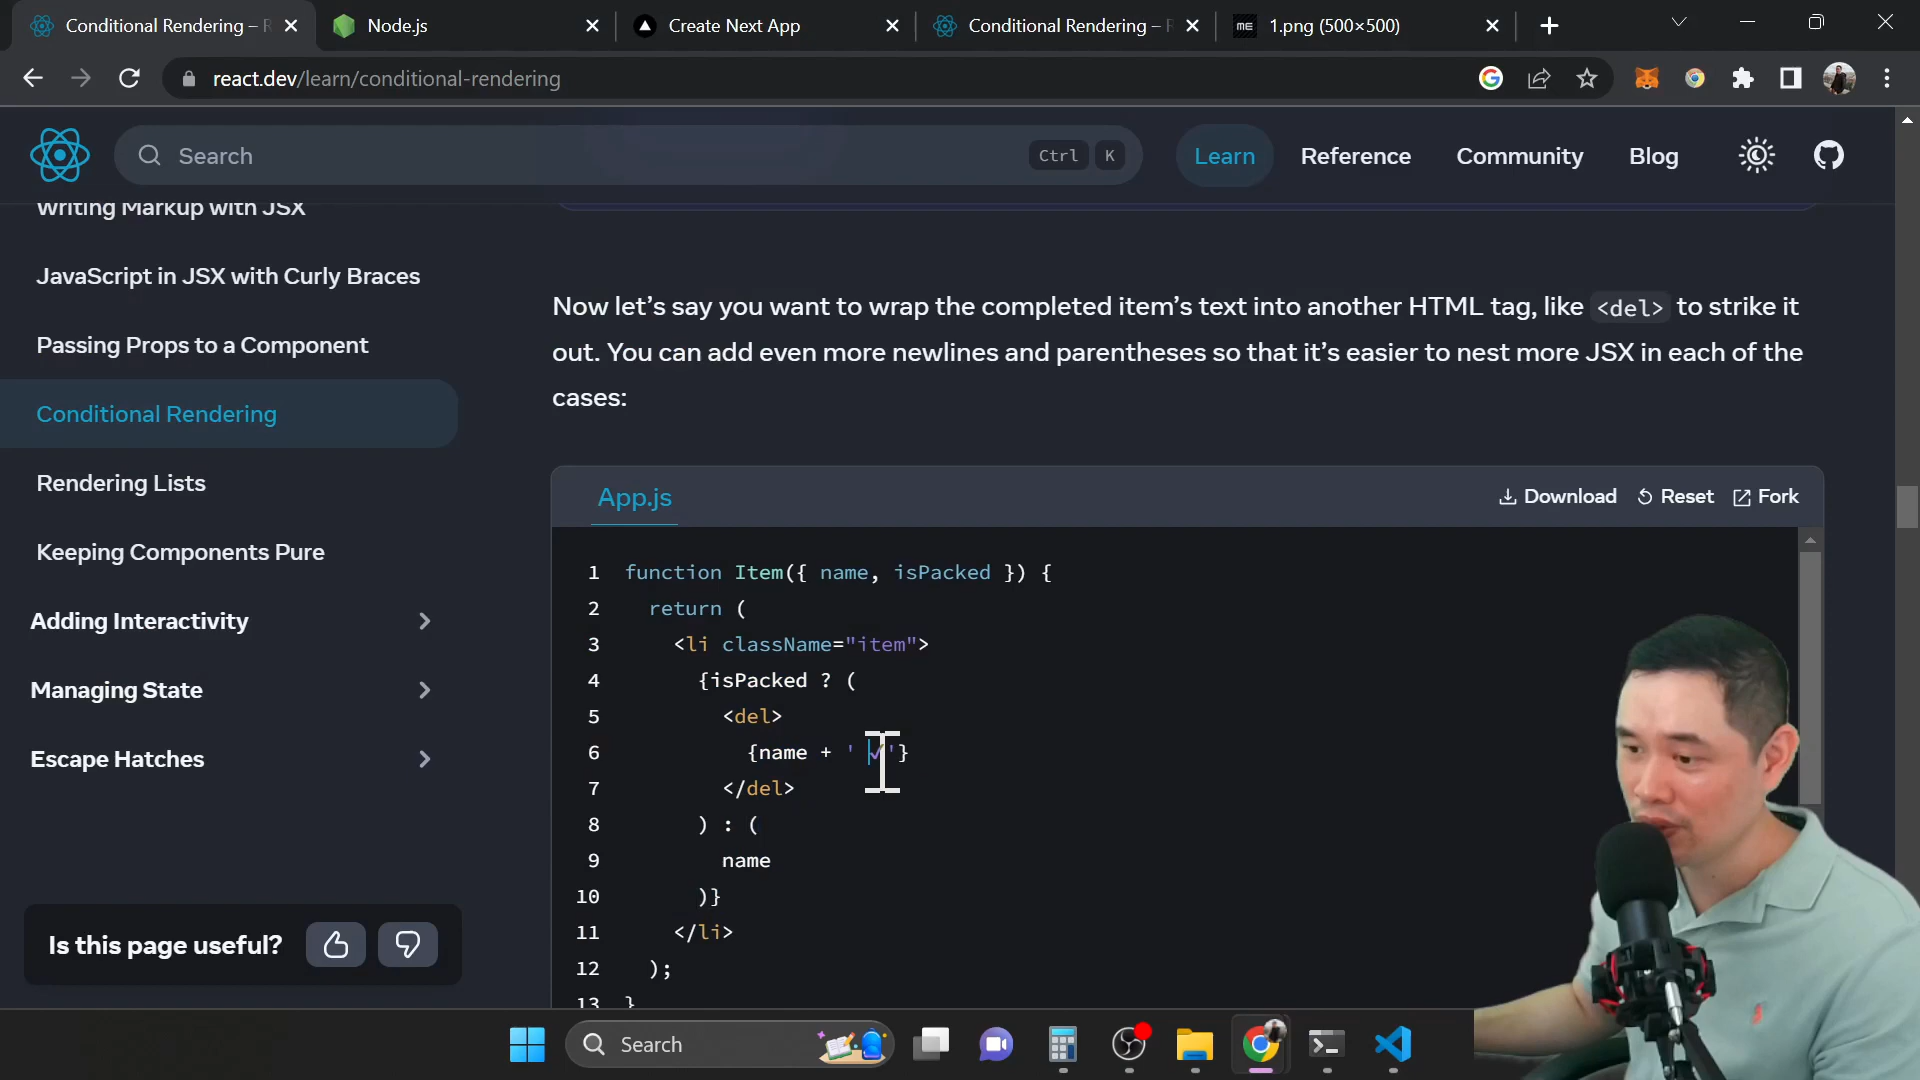 Conditional Rendering – R
Node.js
Create Next App
Conditional Rendering – R
ME 1.png (500×500)
react.dev/learn/conditional-rendering
Search
Ctrl K
Learn
Reference
Community
Blog
Writing Markup with JSX
JavaScript in JSX with Curly Braces
Passing Props to a Component
Conditional Rendering
Rendering Lists
Keeping Components Pure
Adding Interactivity
Managing State
Escape Hatches
Is this page useful?
Now let’s say you want to wrap the completed item’s text into another HTML tag, like <del> to strike it
out. You can add even more newlines and parentheses so that it’s easier to nest more JSX in each of the
cases:
App.js
Download
Reset
Fork
1 function Item({ name, isPacked }) {
2 return (
3 <li className="item">
4 {isPacked ? (
5 <del>
6 {name + ' ✓'}
7 </del>
8 ) : (
9 name
10 )}
11 </li>
12 );
13 }
Search